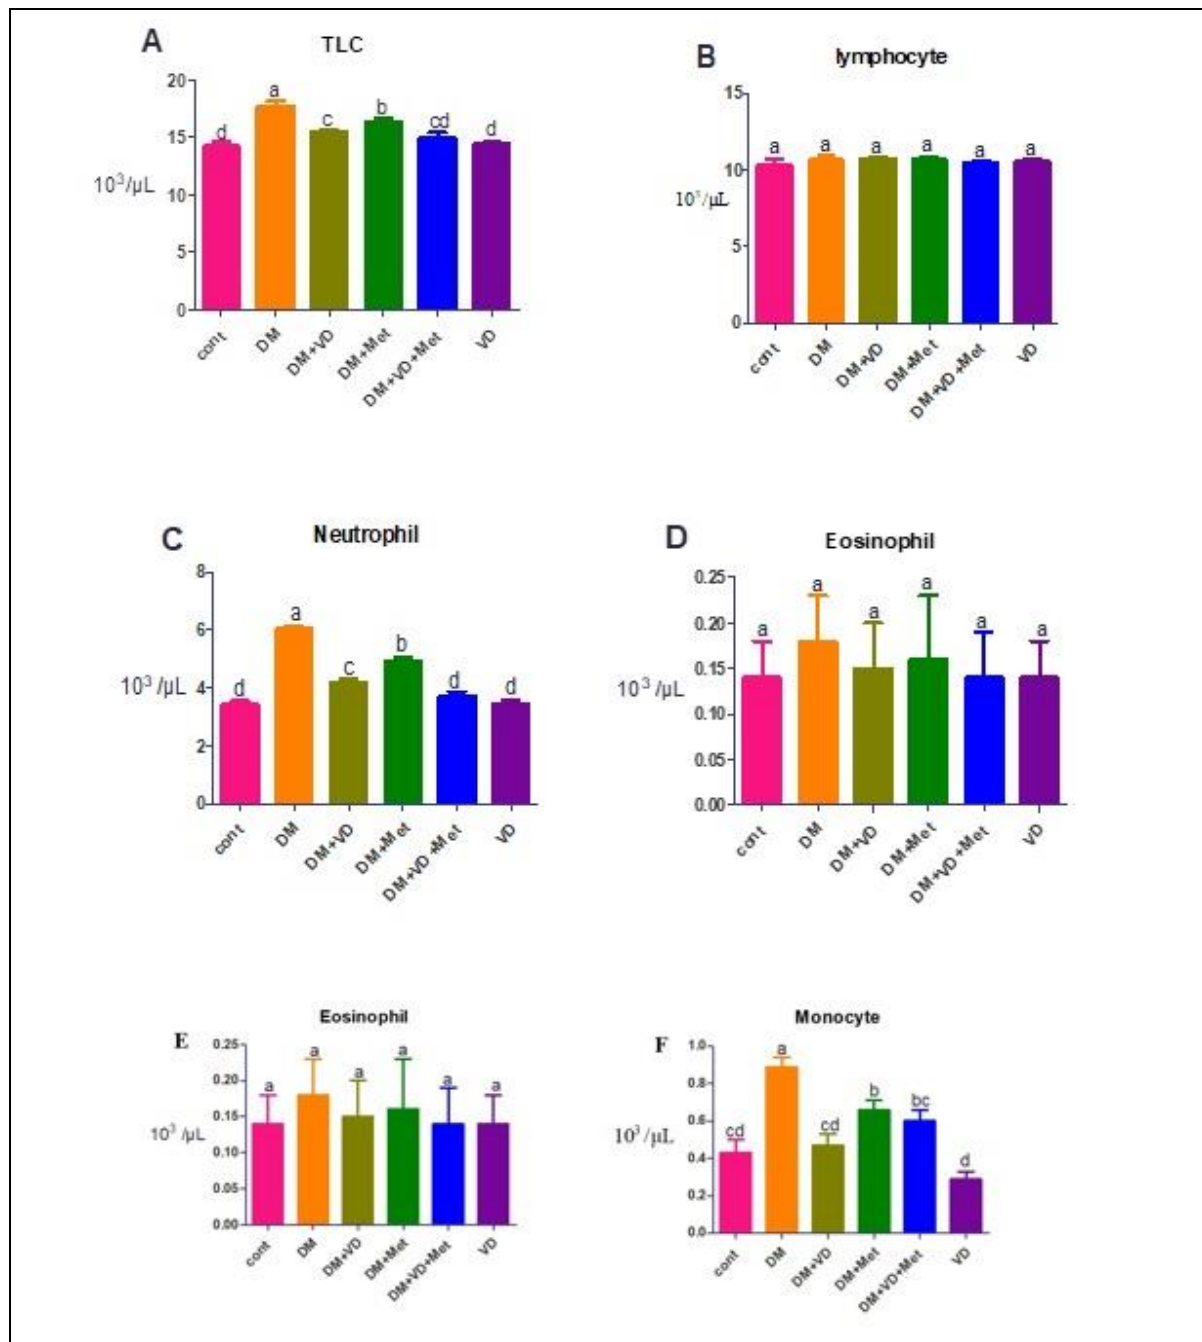 A
TLC
20
15
10
5
0
10³/µL
d
a
c
b
cd
d
cont
DM
DM+VD
DM+Met
DM+VD+Met
VD
B
lymphocyte
15
10
5
0
a
a
a
a
a
a
cont
DM
DM+VD
DM+Met
DM+VD+Met
VD
C
Neutrophil
8
6
4
2
0
10³/µL
d
a
c
b
d
d
cont
DM
DM+VD
DM+Met
DM+VD+Met
VD
D
Eosinophil
0.25
0.20
0.15
0.10
0.05
0.00
10³/µL
a
a
a
a
a
a
cont
DM
DM+VD
DM+Met
DM+VD+Met
VD
E
Eosinophil
0.25
0.20
0.15
0.10
0.05
0.00
10³/µL
a
a
a
a
a
a
cont
DM
DM+VD
DM+Met
DM+VD+Met
VD
F
Monocyte
1.0
0.8
0.6
0.4
0.2
0.0
10³/µL
cd
a
cd
b
bc
d
cont
DM
DM+VD
DM+Met
DM+VD+Met
VD